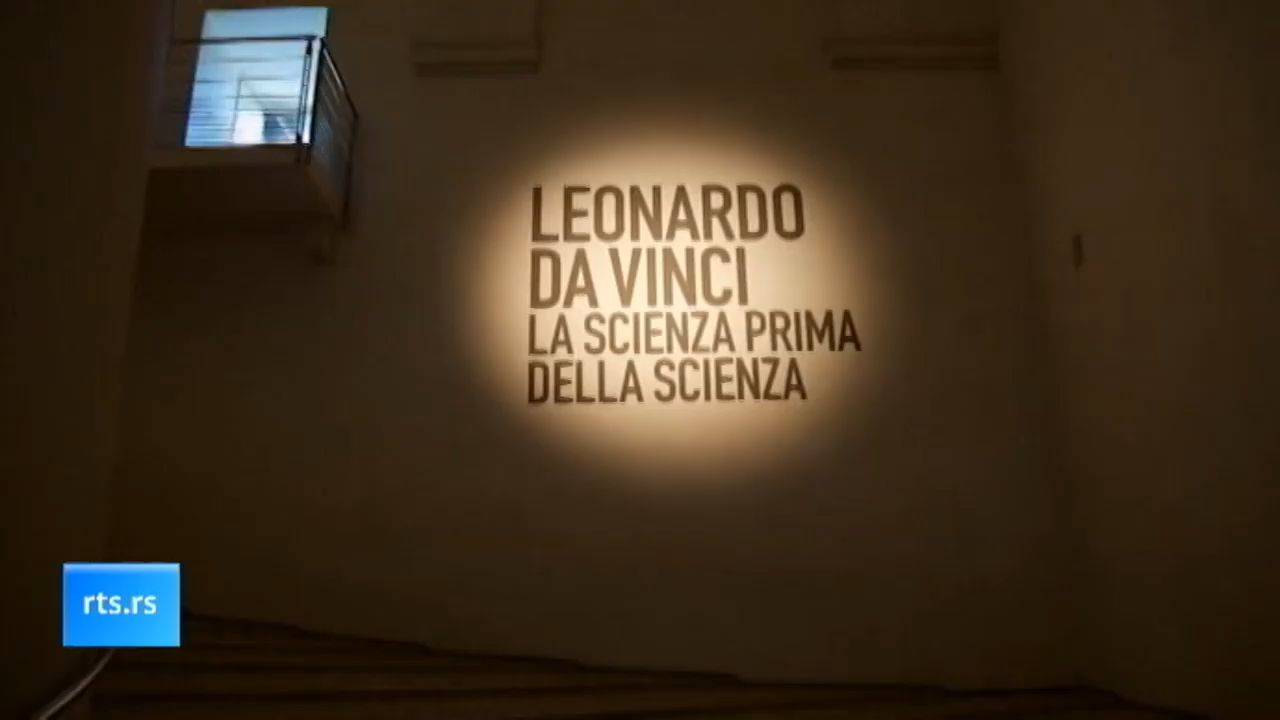 LEONARDO
DA VINCI
LA SCIENZA PRIMA
DELLA SCIENZA
rts.rs